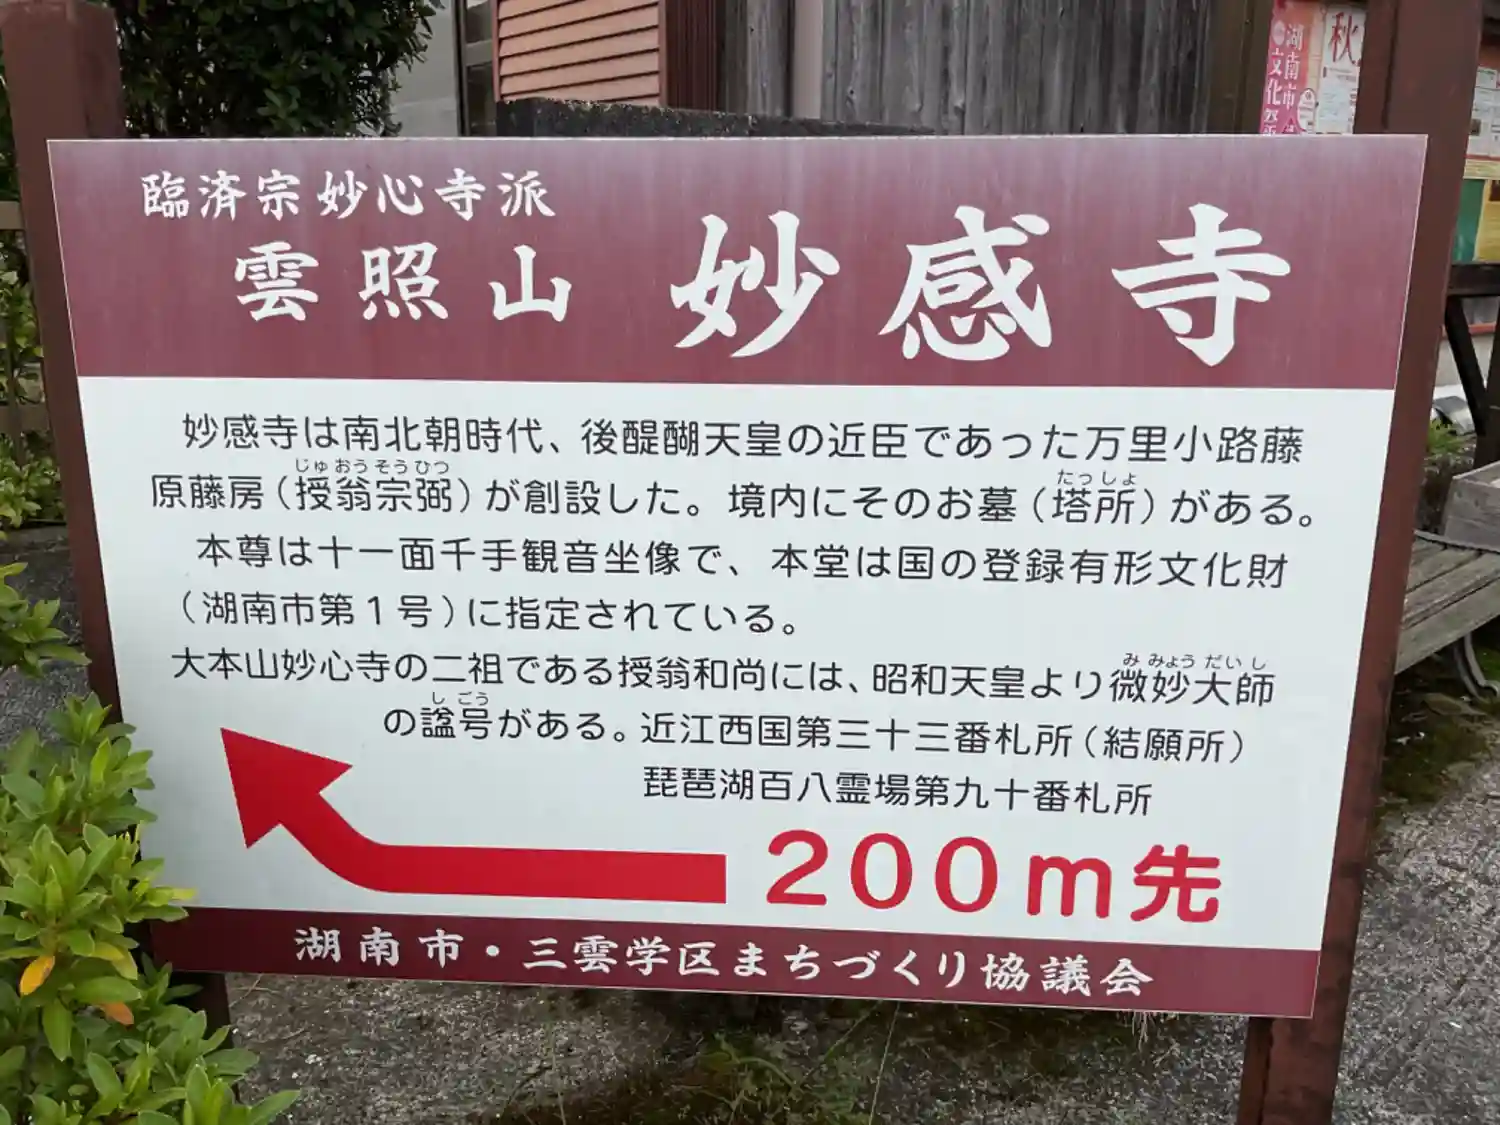 臨済宗妙心寺派
雲照山 妙感寺
妙感寺は南北朝時代、後醍醐天皇の近臣であった万里小路藤
じゅおうそうひつ たっしょ
原藤房（授翁宗弼）が創設した。境内にそのお墓（塔所）がある。
本尊は十一面千手観音坐像で、本堂は国の登録有形文化財
（湖南市第１号）に指定されている。
みみょうだいし
大本山妙心寺の二祖である授翁和尚には、昭和天皇より微妙大師
しごう
の諡号がある。近江西国第三十三番札所（結願所）
琵琶湖百八霊場第九十番札所
200m先
湖南市・三雲学区まちづくり協議会
湖南市
文化祭
秋